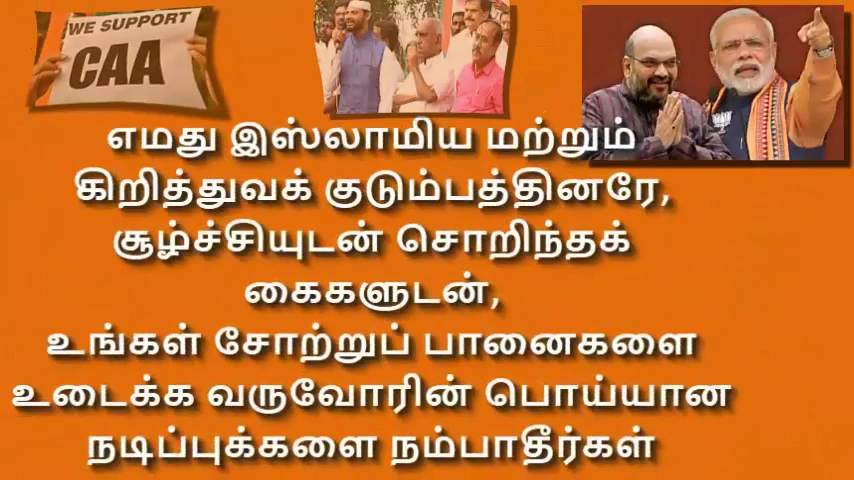 WE SUPPORT
CAA
எமது இஸ்லாமிய மற்றும்
கிறித்துவக் குடும்பத்தினரே,
சூழ்ச்சியுடன் சொறிந்தக்
கைகளுடன்,
உங்கள் சோற்றுப் பானைகளை
உடைக்க வருவோரின் பொய்யான
நடிப்புக்களை நம்பாதீர்கள்